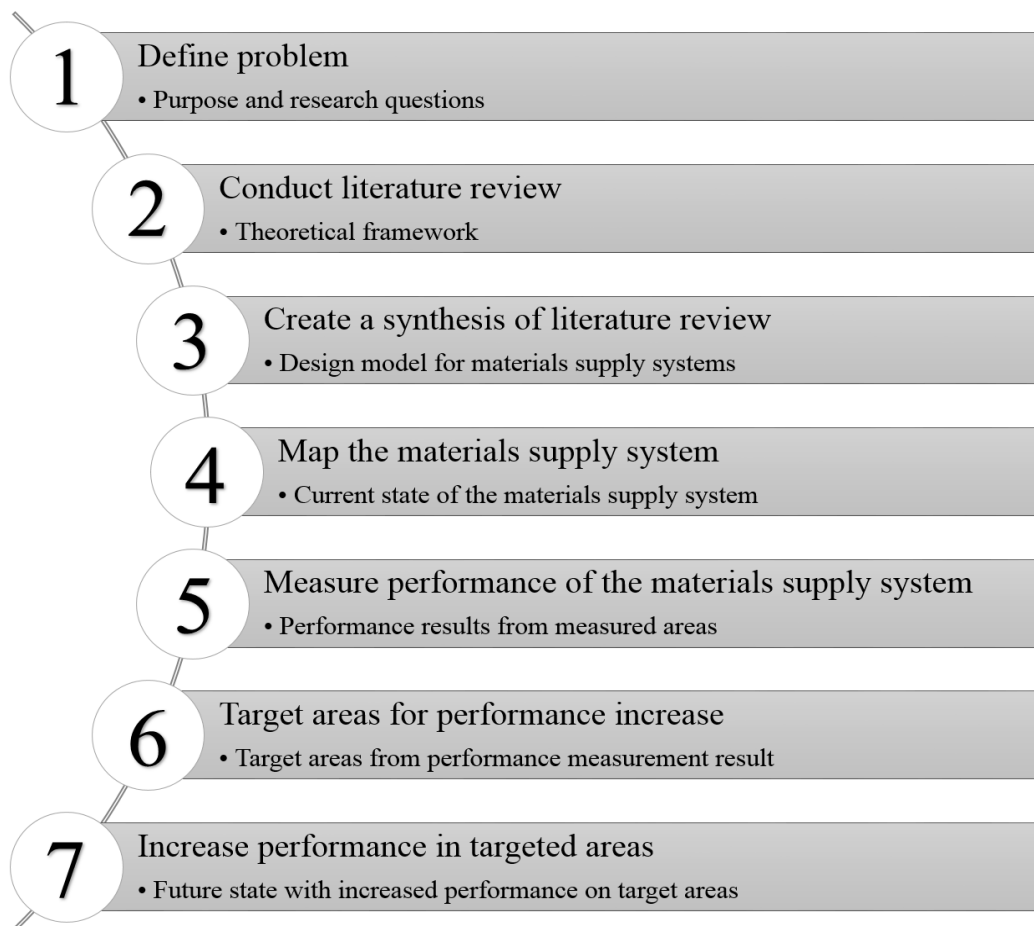 1
Define problem
• Purpose and research questions
2
Conduct literature review
• Theoretical framework
3
Create a synthesis of literature review
• Design model for materials supply systems
4
Map the materials supply system
• Current state of the materials supply system
5
Measure performance of the materials supply system
• Performance results from measured areas
6
Target areas for performance increase
• Target areas from performance measurement result
7
Increase performance in targeted areas
• Future state with increased performance on target areas